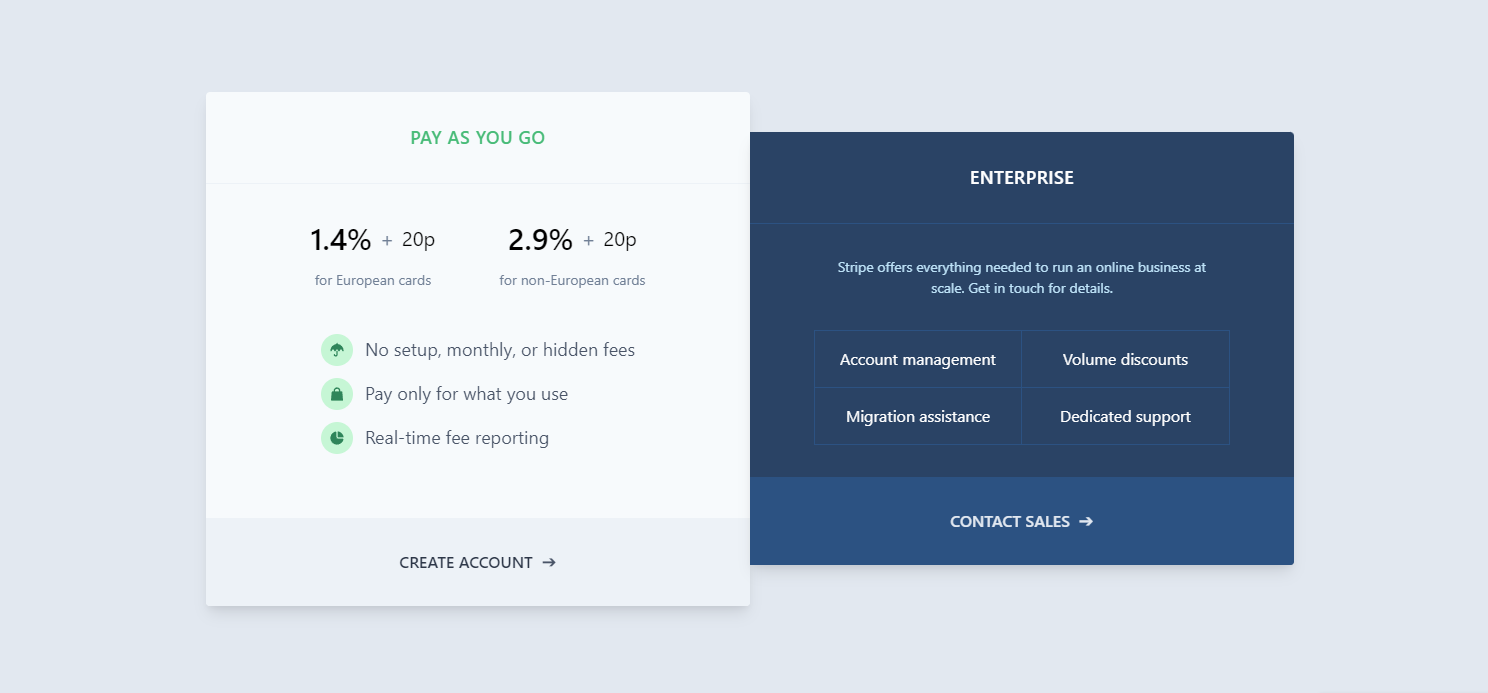 PAY AS YOU GO
1.4% + 20p
for European cards
2.9% + 20p
for non-European cards
No setup, monthly, or hidden fees
Pay only for what you use
Real-time fee reporting
CREATE ACCOUNT ➔
ENTERPRISE
Stripe offers everything needed to run an online business at
scale. Get in touch for details.
Account management
Volume discounts
Migration assistance
Dedicated support
CONTACT SALES ➔